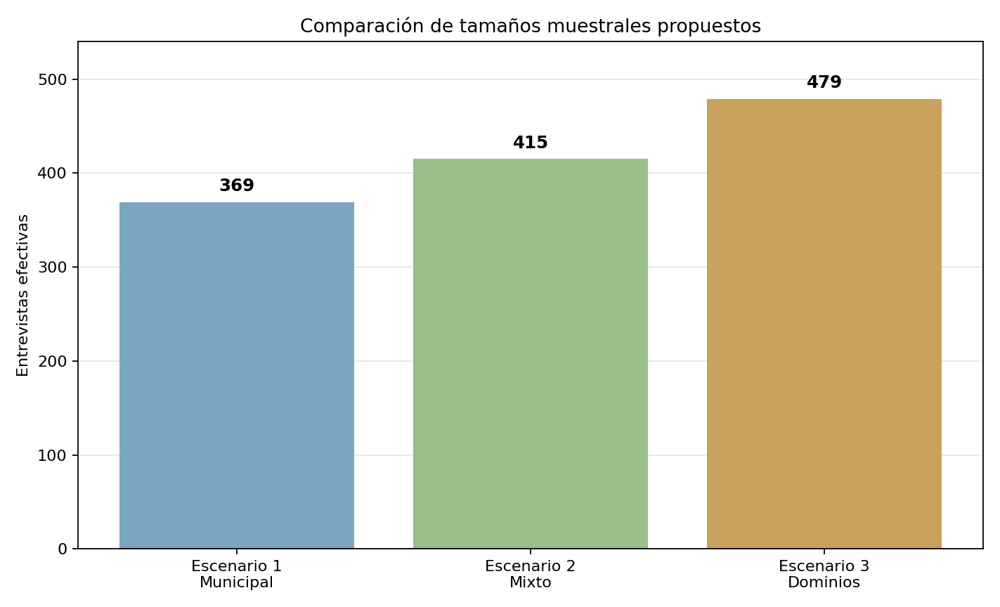 Comparación de tamaños muestrales propuestos
Entrevistas efectivas
500
400
300
200
100
0
369
415
479
Escenario 1
Municipal
Escenario 2
Mixto
Escenario 3
Dominios